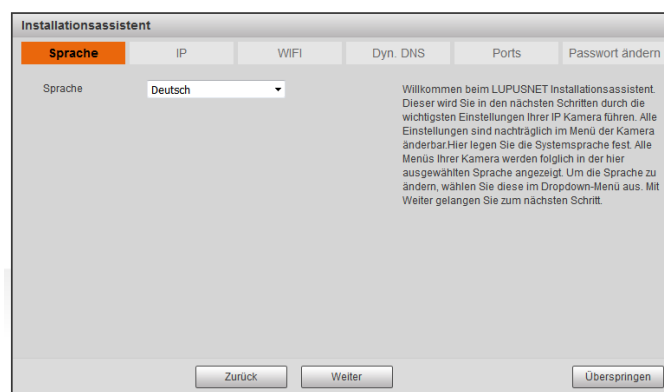 Installationsassistent
Sprache IP WIFI Dyn. DNS Ports Passwort ändern
Sprache Deutsch
Willkommen beim LUPUSNET Installationsassistent.
Dieser wird Sie in den nächsten Schritten durch die
wichtigsten Einstellungen Ihrer IP Kamera führen. Alle
Einstellungen sind nachträglich im Menü der Kamera
änderbar.Hier legen Sie die Systemsprache fest. Alle
Menüs Ihrer Kamera werden folglich in der hier
ausgewählten Sprache angezeigt. Um die Sprache zu
ändern, wählen Sie diese im Dropdown-Menü aus. Mit
Weiter gelangen Sie zum nächsten Schritt.
Zurück Weiter Überspringen